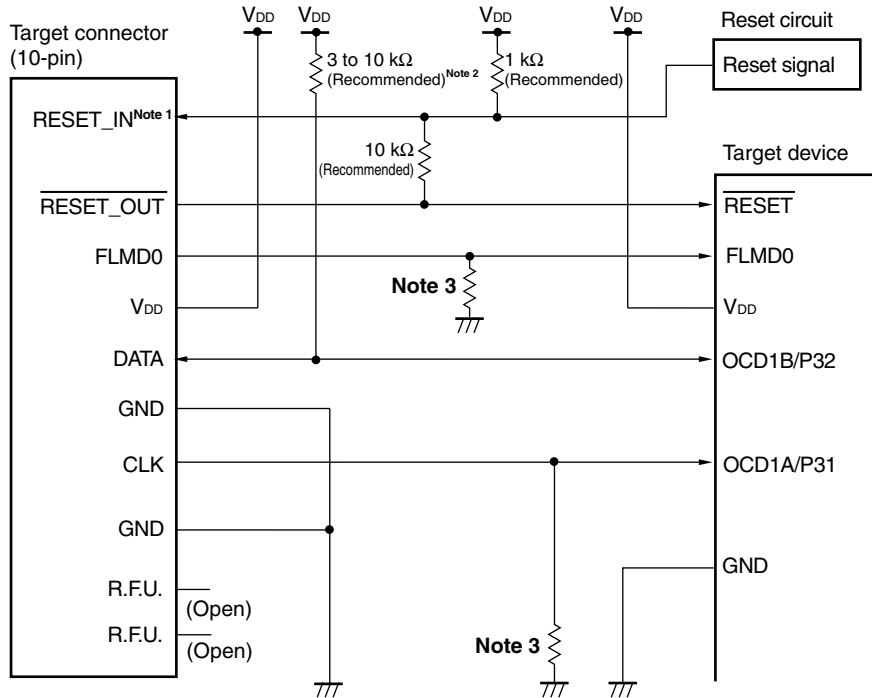 VDD
VDD
VDD
VDD
Reset circuit
Reset signal
Target connector
(10-pin)
3 to 10 kΩ
(Recommended)Note 2
1 kΩ
(Recommended)
RESET_INNote 1
10 kΩ
(Recommended)
Target device
RESET_OUT
RESET
FLMD0
FLMD0
Note 3
VDD
VDD
DATA
OCD1B/P32
GND
CLK
OCD1A/P31
GND
GND
R.F.U.
(Open)
R.F.U.
(Open)
Note 3